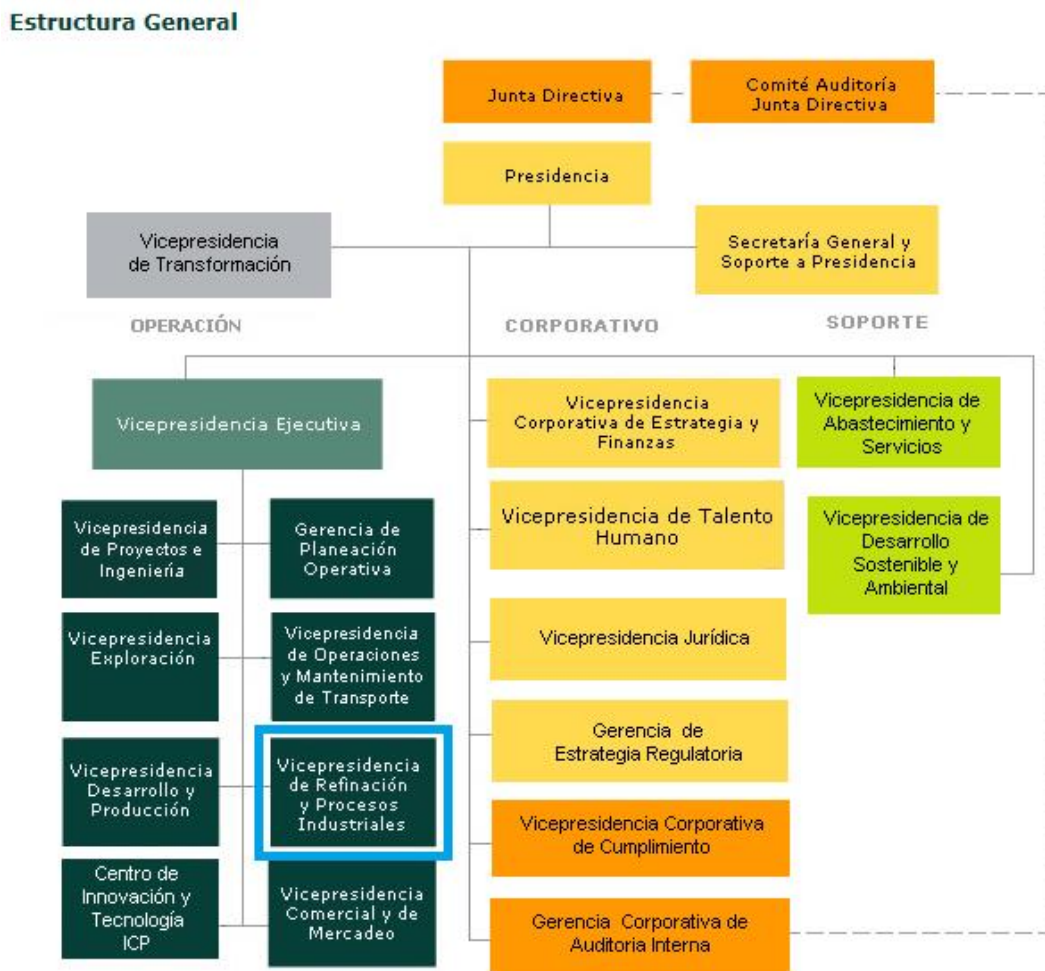 Estructura General
Junta Directiva
Comité Auditoría
Junta Directiva
Presidencia
Vicepresidencia
de Transformación
Secretaría General y
Soporte a Presidencia
OPERACIÓN
CORPORATIVO
SOPORTE
Vicepresidencia Ejecutiva
Vicepresidencia
de Proyectos e
Ingeniería
Gerencia de
Planeación
Operativa
Vicepresidencia
Exploración
Vicepresidencia
de Operaciones
y Mantenimiento
de Transporte
Vicepresidencia
Desarrollo y
Producción
Vicepresidencia
de Refinación
y Procesos
Industriales
Centro de
Innovación y
Tecnología
ICP
Vicepresidencia
Comercial y de
Mercadeo
Vicepresidencia
Corporativa de Estrategia y
Finanzas
Vicepresidencia de Talento
Humano
Vicepresidencia Jurídica
Gerencia de
Estrategia Regulatoria
Vicepresidencia Corporativa
de Cumplimiento
Gerencia Corporativa de
Auditoria Interna
Vicepresidencia de
Abastecimiento y
Servicios
Vicepresidencia de
Desarrollo
Sostenible y
Ambiental